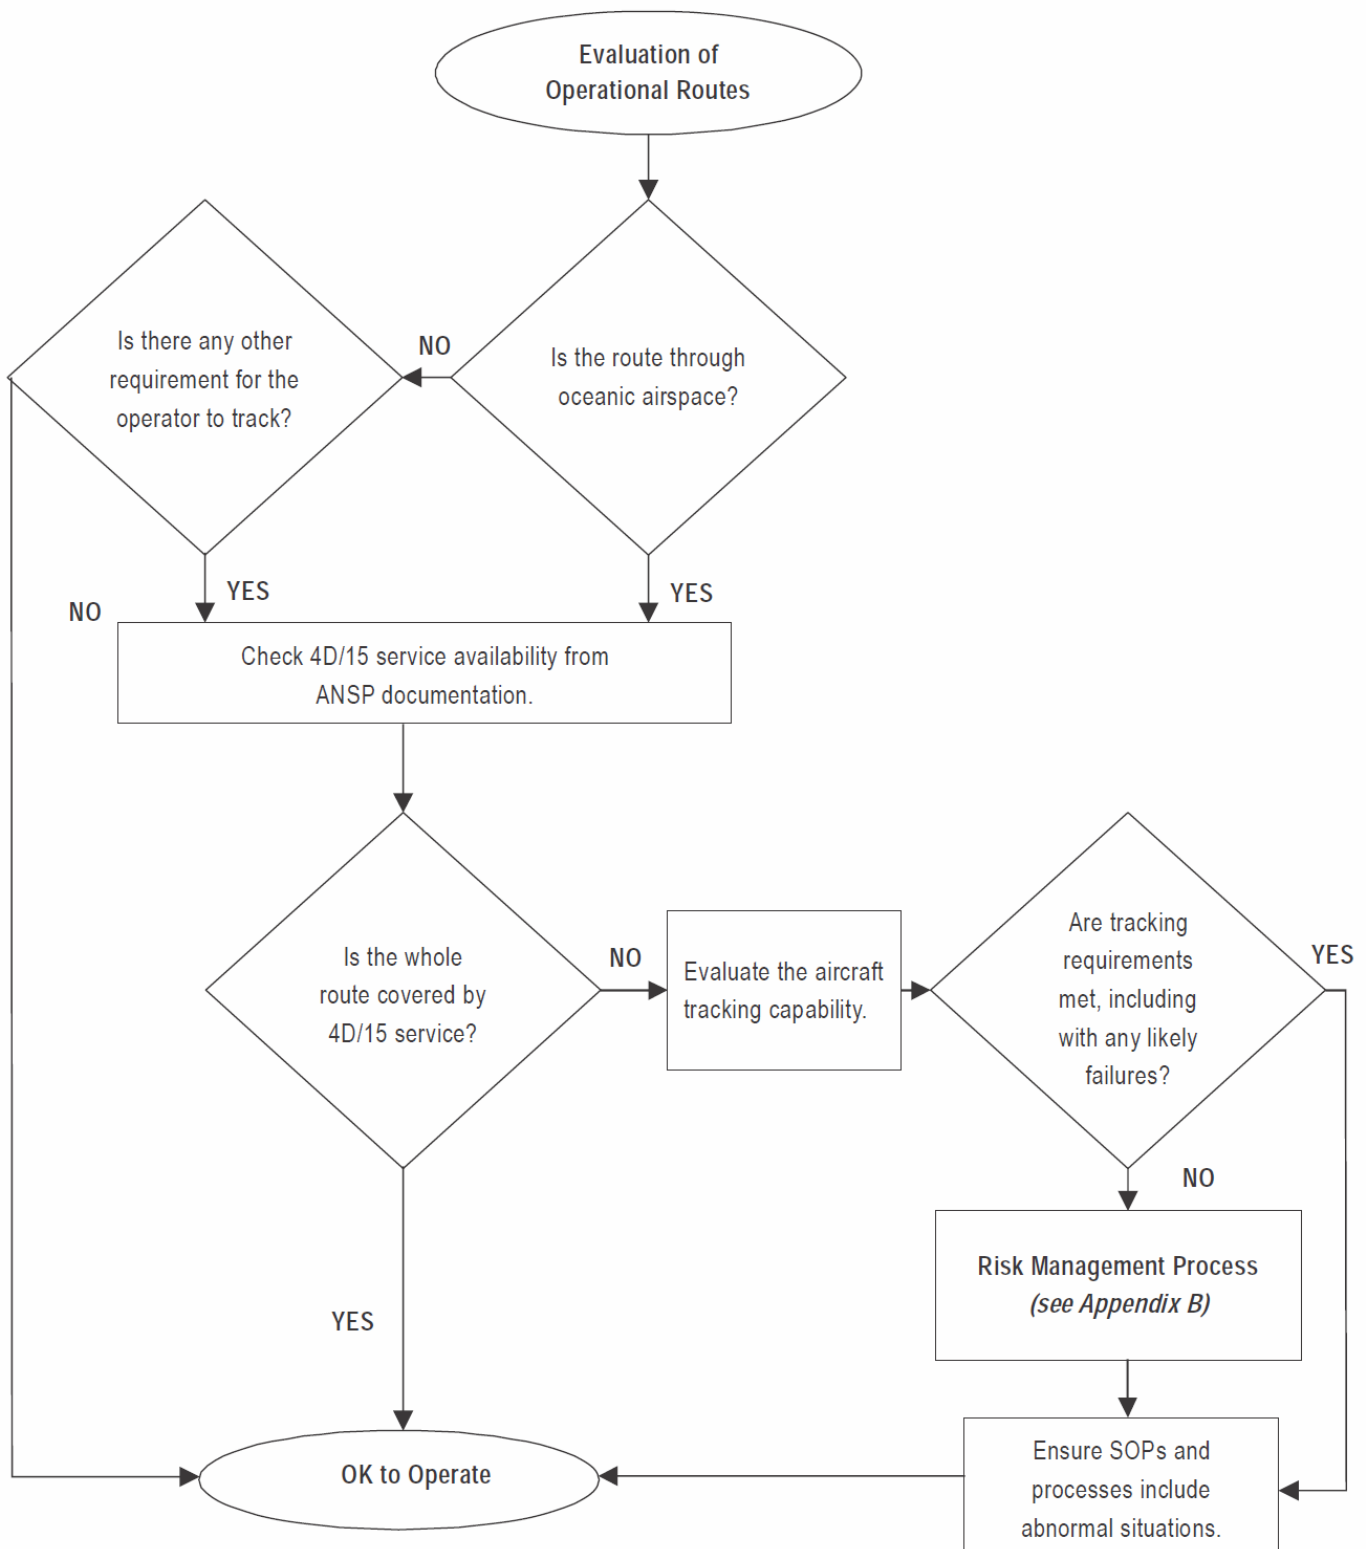 Evaluation of
Operational Routes
Is there any other
requirement for the
operator to track?
NO
Is the route through
oceanic airspace?
YES
YES
NO
Check 4D/15 service availability from
ANSP documentation.
Is the whole
route covered by
4D/15 service?
NO
Evaluate the aircraft
tracking capability.
Are tracking
requirements
met, including
with any likely
failures?
YES
NO
Risk Management Process
(see Appendix B)
YES
Ensure SOPs and
processes include
abnormal situations.
OK to Operate